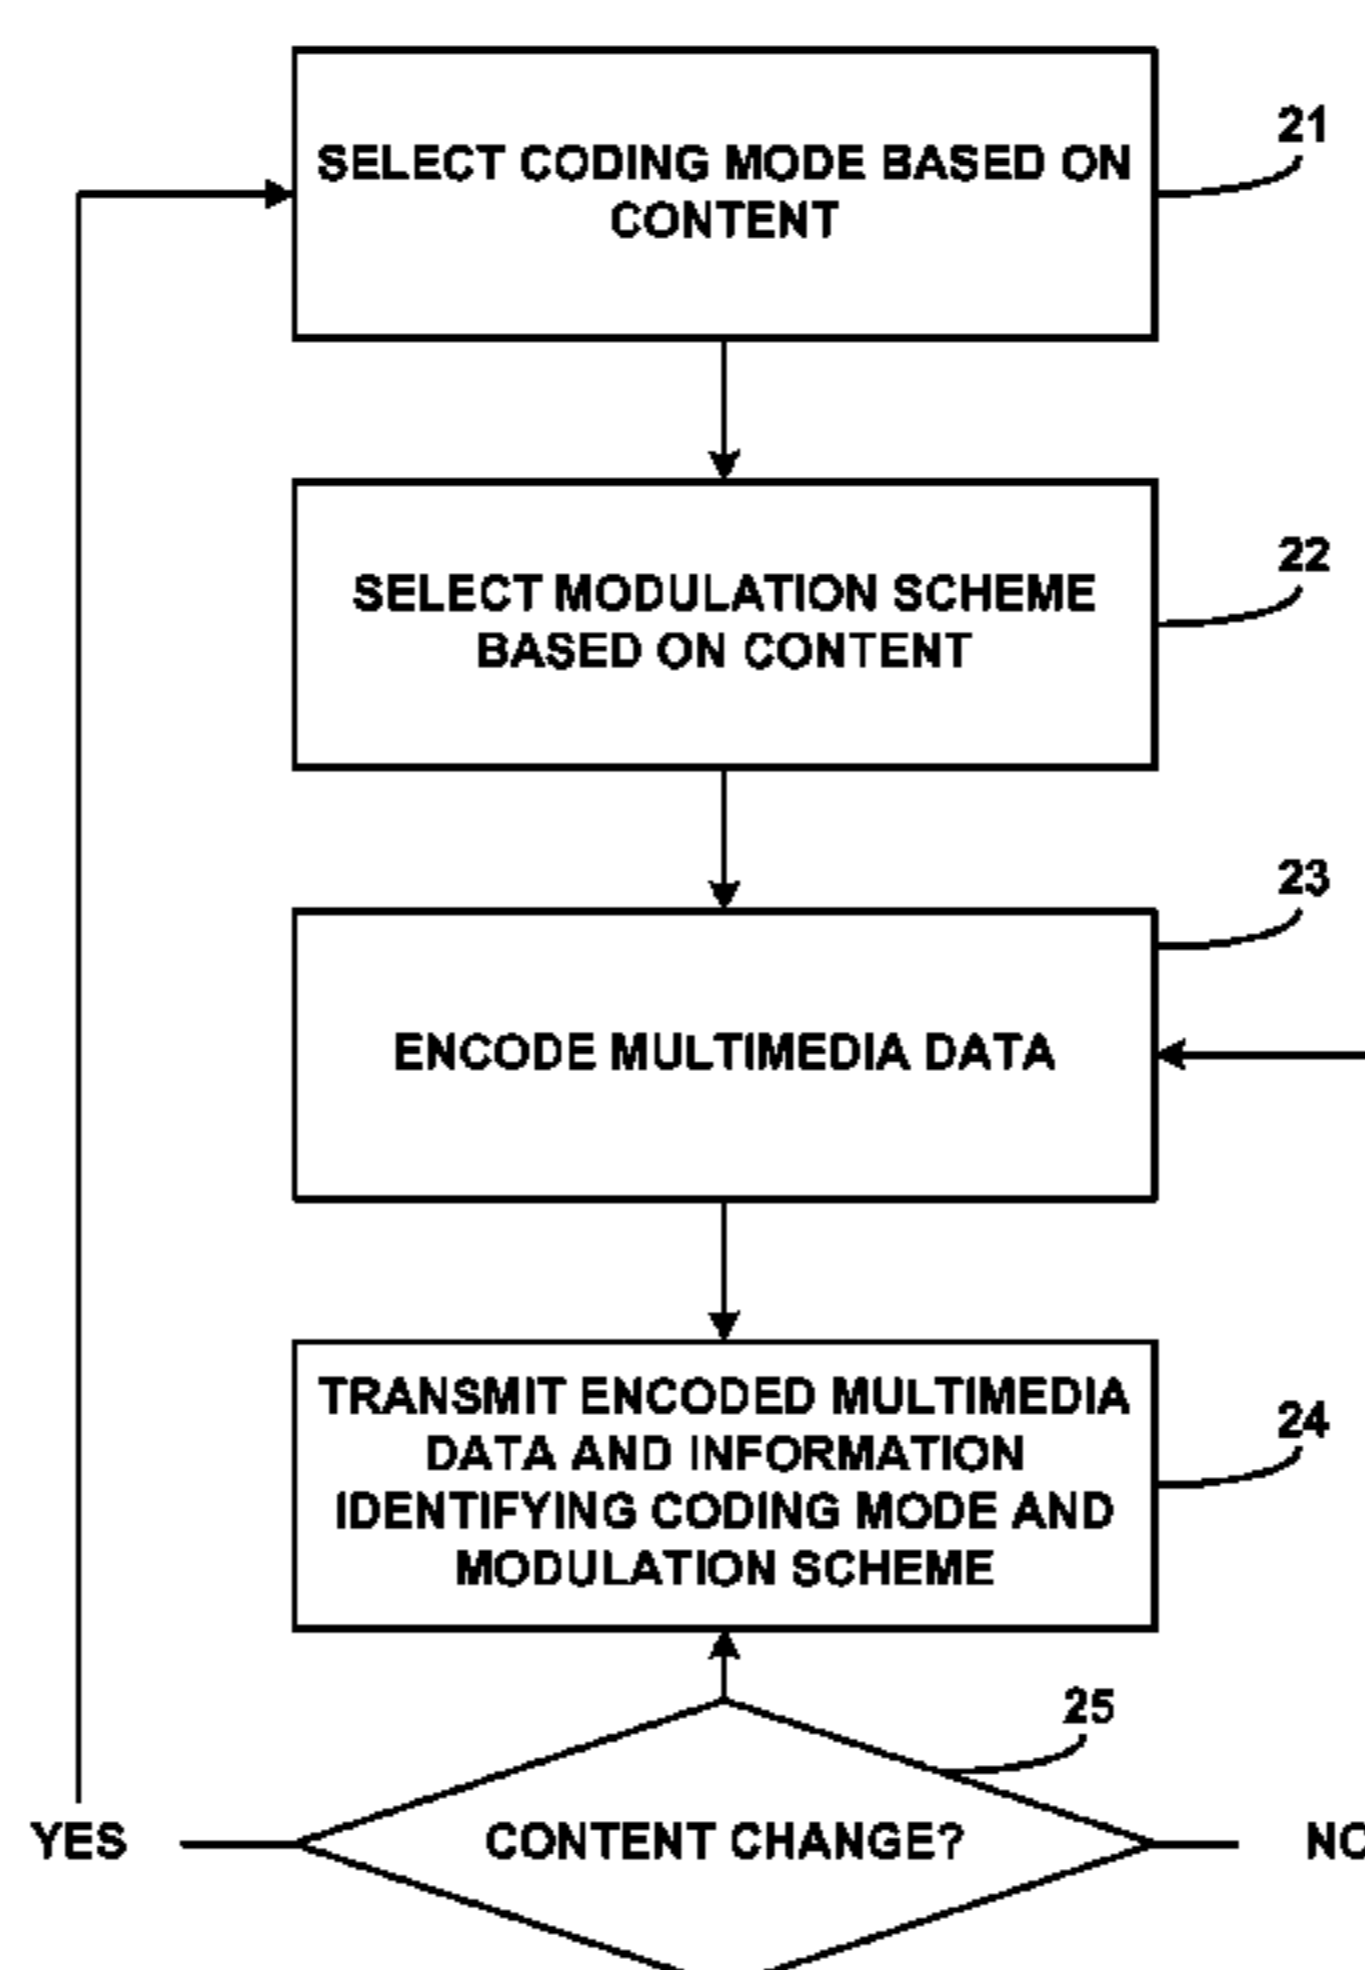 21
SELECT CODING MODE BASED ON
CONTENT
22
SELECT MODULATION SCHEME
BASED ON CONTENT
23
ENCODE MULTIMEDIA DATA
TRANSMIT ENCODED MULTIMEDIA
DATA AND INFORMATION
IDENTIFYING CODING MODE AND
MODULATION SCHEME
24
25
YES
CONTENT CHANGE?
NO